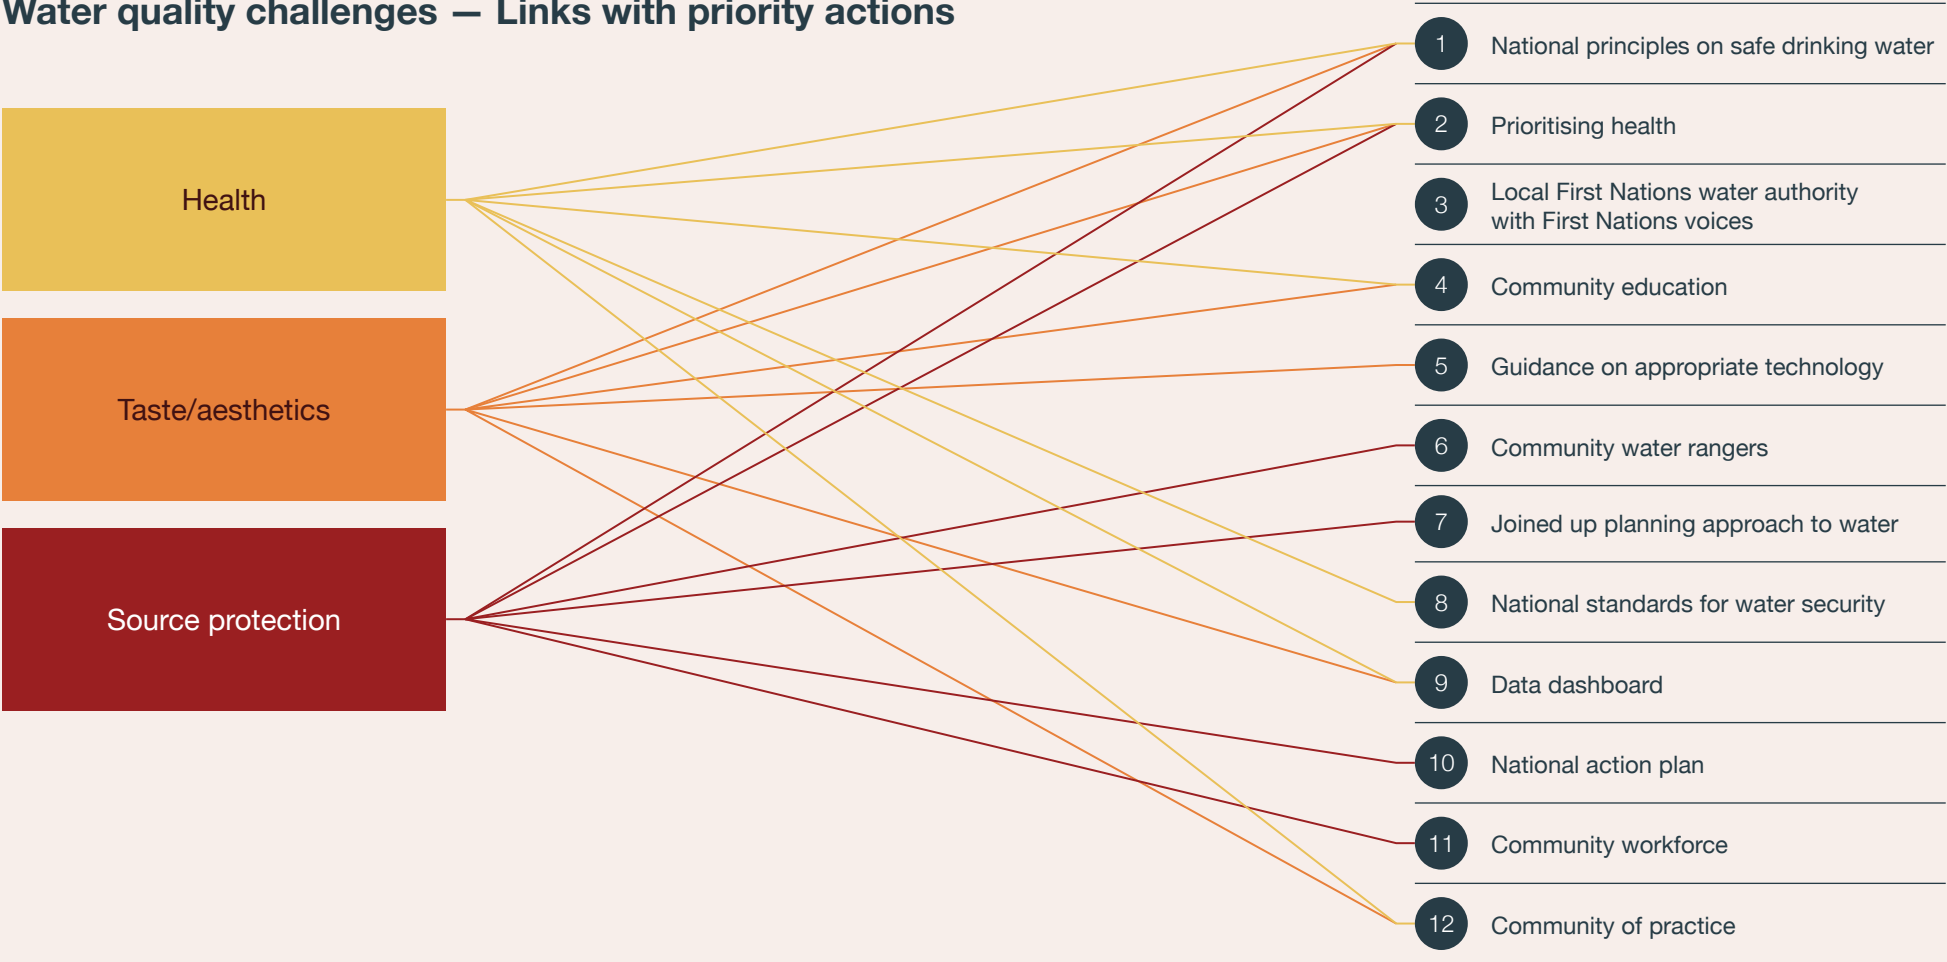 Water quality challenges — Links with priority actions
Health
Taste/aesthetics
Source protection
1 National principles on safe drinking water
2 Prioritising health
3 Local First Nations water authority
with First Nations voices
4 Community education
5 Guidance on appropriate technology
6 Community water rangers
7 Joined up planning approach to water
8 National standards for water security
9 Data dashboard
10 National action plan
11 Community workforce
12 Community of practice